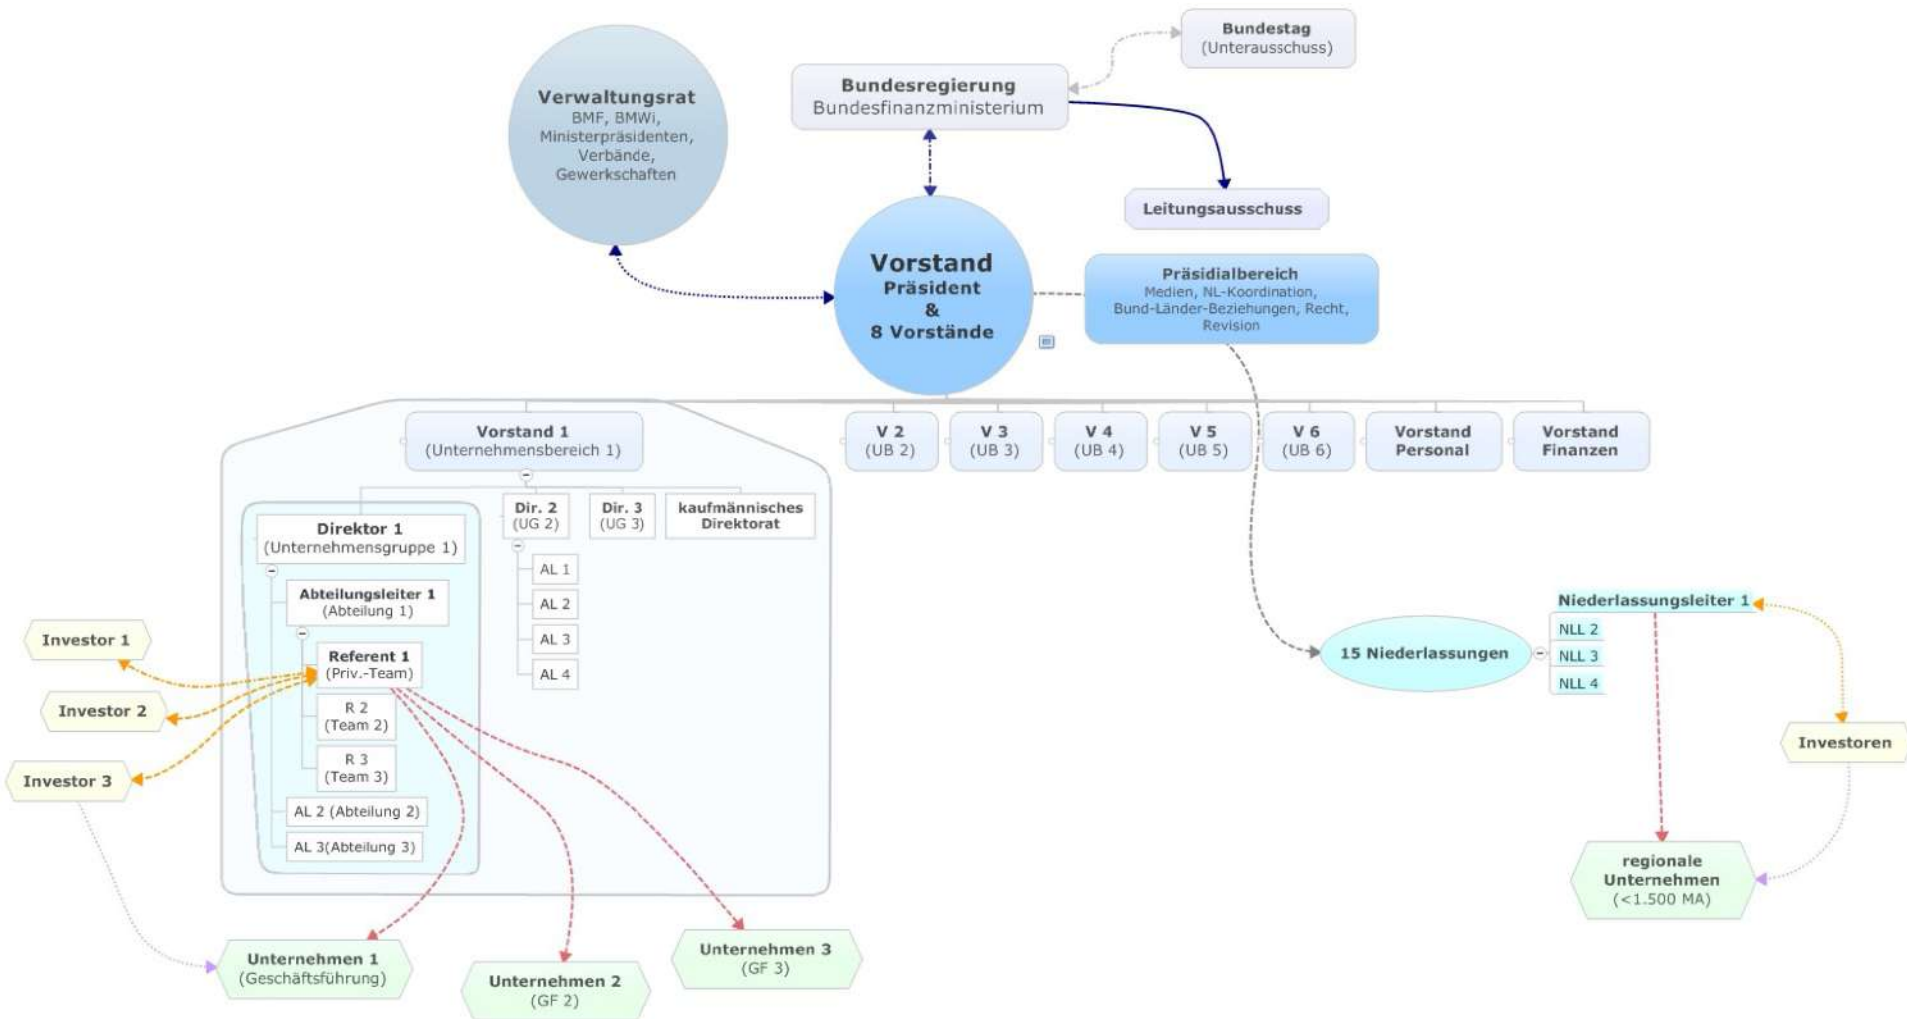 Bundestag
(Unterausschuss)
Bundesregierung
Bundesfinanzministerium
Verwaltungsrat
BMF, BMWi,
Ministerpräsidenten,
Verbände,
Gewerkschaften
Leitungsausschuss
Vorstand
Präsident
&
8 Vorstände
Präsidialbereich
Medien, NL-Koordination,
Bund-Länder-Beziehungen, Recht,
Revision
Vorstand 1
(Unternehmensbereich 1)
V 2
(UB 2)
V 3
(UB 3)
V 4
(UB 4)
V 5
(UB 5)
V 6
(UB 6)
Vorstand
Personal
Vorstand
Finanzen
Direktor 1
(Unternehmensgruppe 1)
Dir. 2
(UG 2)
Dir. 3
(UG 3)
kaufmännisches
Direktorat
AL 1
AL 2
AL 3
AL 4
Abteilungsleiter 1
(Abteilung 1)
Referent 1
(Priv.-Team)
R 2
(Team 2)
R 3
(Team 3)
AL 2 (Abteilung 2)
AL 3(Abteilung 3)
Investor 1
Investor 2
Investor 3
Unternehmen 1
(Geschäftsführung)
Unternehmen 2
(GF 2)
Unternehmen 3
(GF 3)
15 Niederlassungen
Niederlassungsleiter 1
NLL 2
NLL 3
NLL 4
Investoren
regionale
Unternehmen
(<1.500 MA)